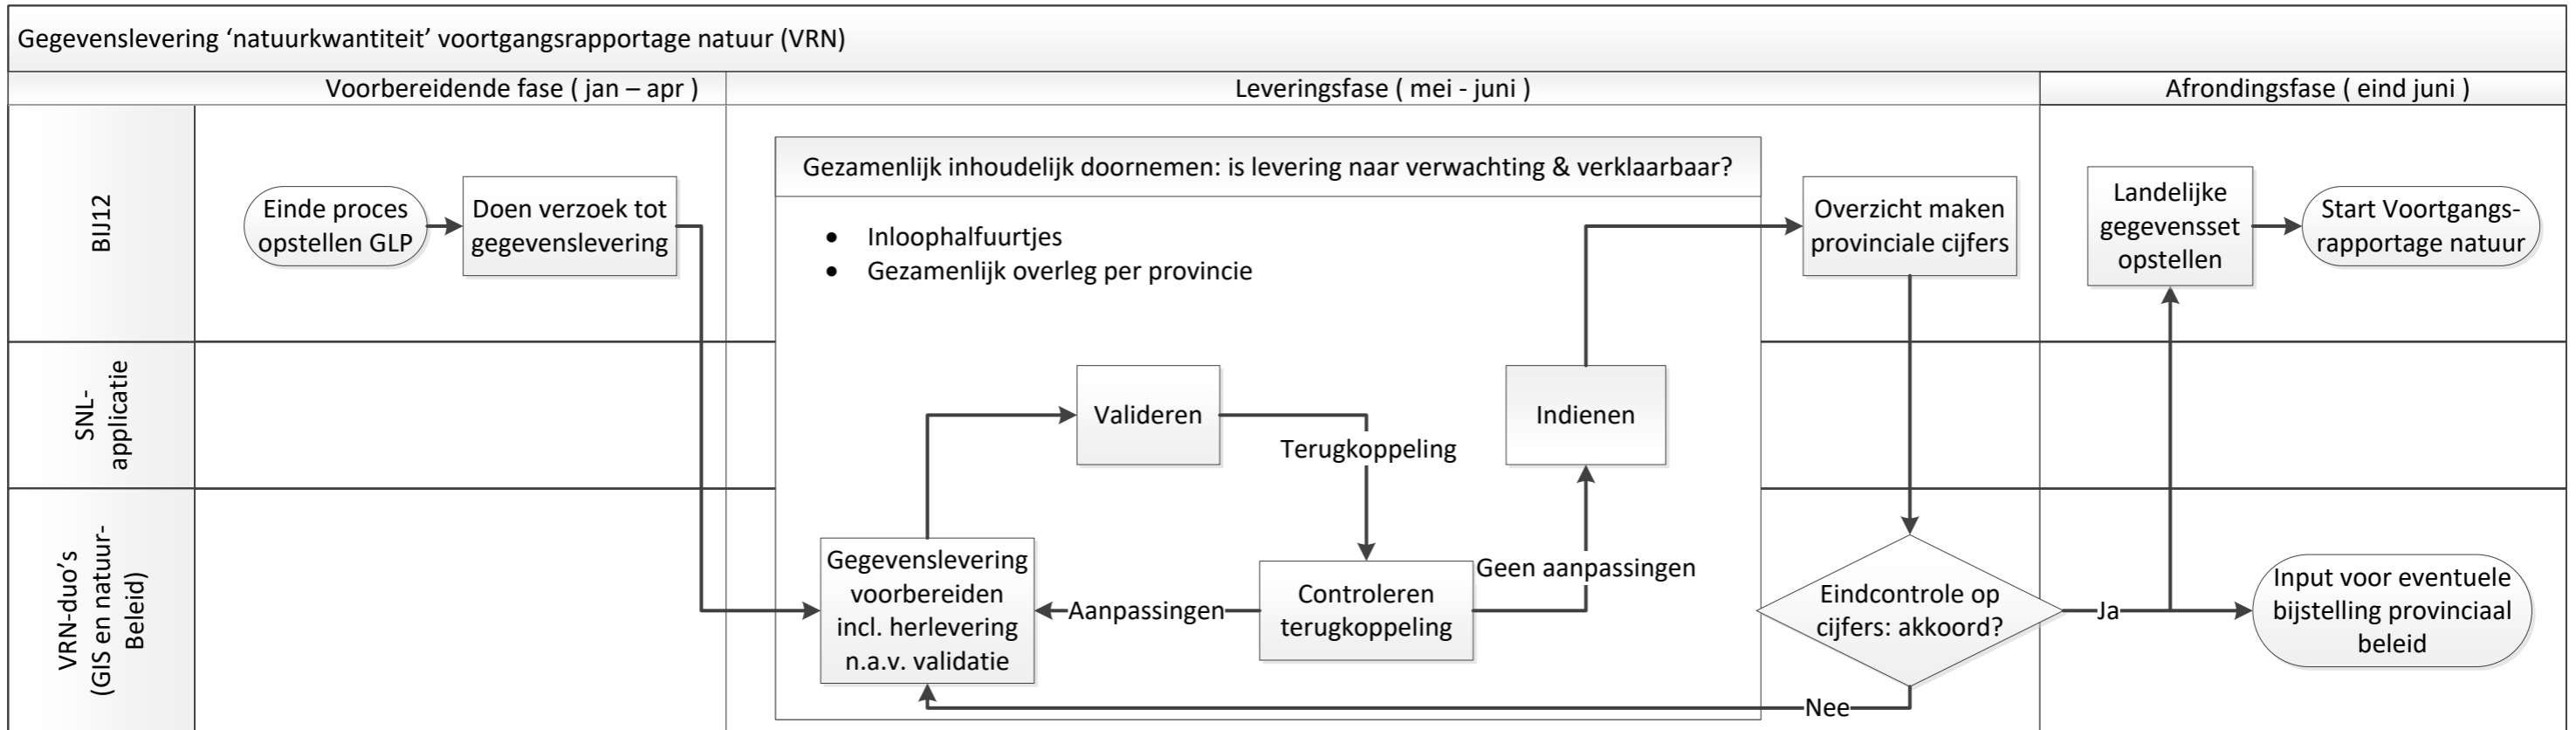 Gegevenslevering ‘natuurkwantiteit’ voortgangsrapportage natuur (VRN)
Voorbereidende fase ( jan – apr )
Leveringsfase ( mei - juni )
Afrondingsfase ( eind juni )
BIJ12
Einde proces
opstellen GLP
Doen verzoek tot
gegevenslevering
Gezamenlijk inhoudelijk doornemen: is levering naar verwachting & verklaarbaar?
• Inloophalfuurtjes
• Gezamenlijk overleg per provincie
Overzicht maken
provinciale cijfers
Landelijke
gegevensset
opstellen
Start Voortgangs-
rapportage natuur
SNL-
applicatie
Valideren
Terugkoppeling
Indienen
VRN-duo’s
(GIS en natuur-
Beleid)
Gegevenslevering
voorbereiden
incl. herlevering
n.a.v. validatie
Aanpassingen
Controleren
terugkoppeling
Geen aanpassingen
Eindcontrole op
cijfers: akkoord?
Ja
Nee
Input voor eventuele
bijstelling provinciaal
beleid